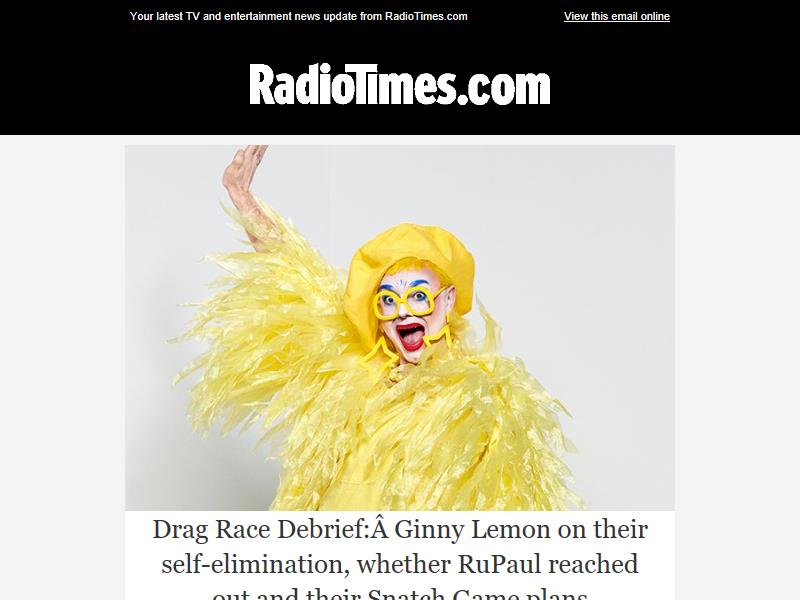 Your latest TV and entertainment news update from RadioTimes.com
View this email online
RadioTimes.com
Drag Race Debrief:Â Ginny Lemon on their
self-elimination, whether RuPaul reached
out and their Snatch Game plans